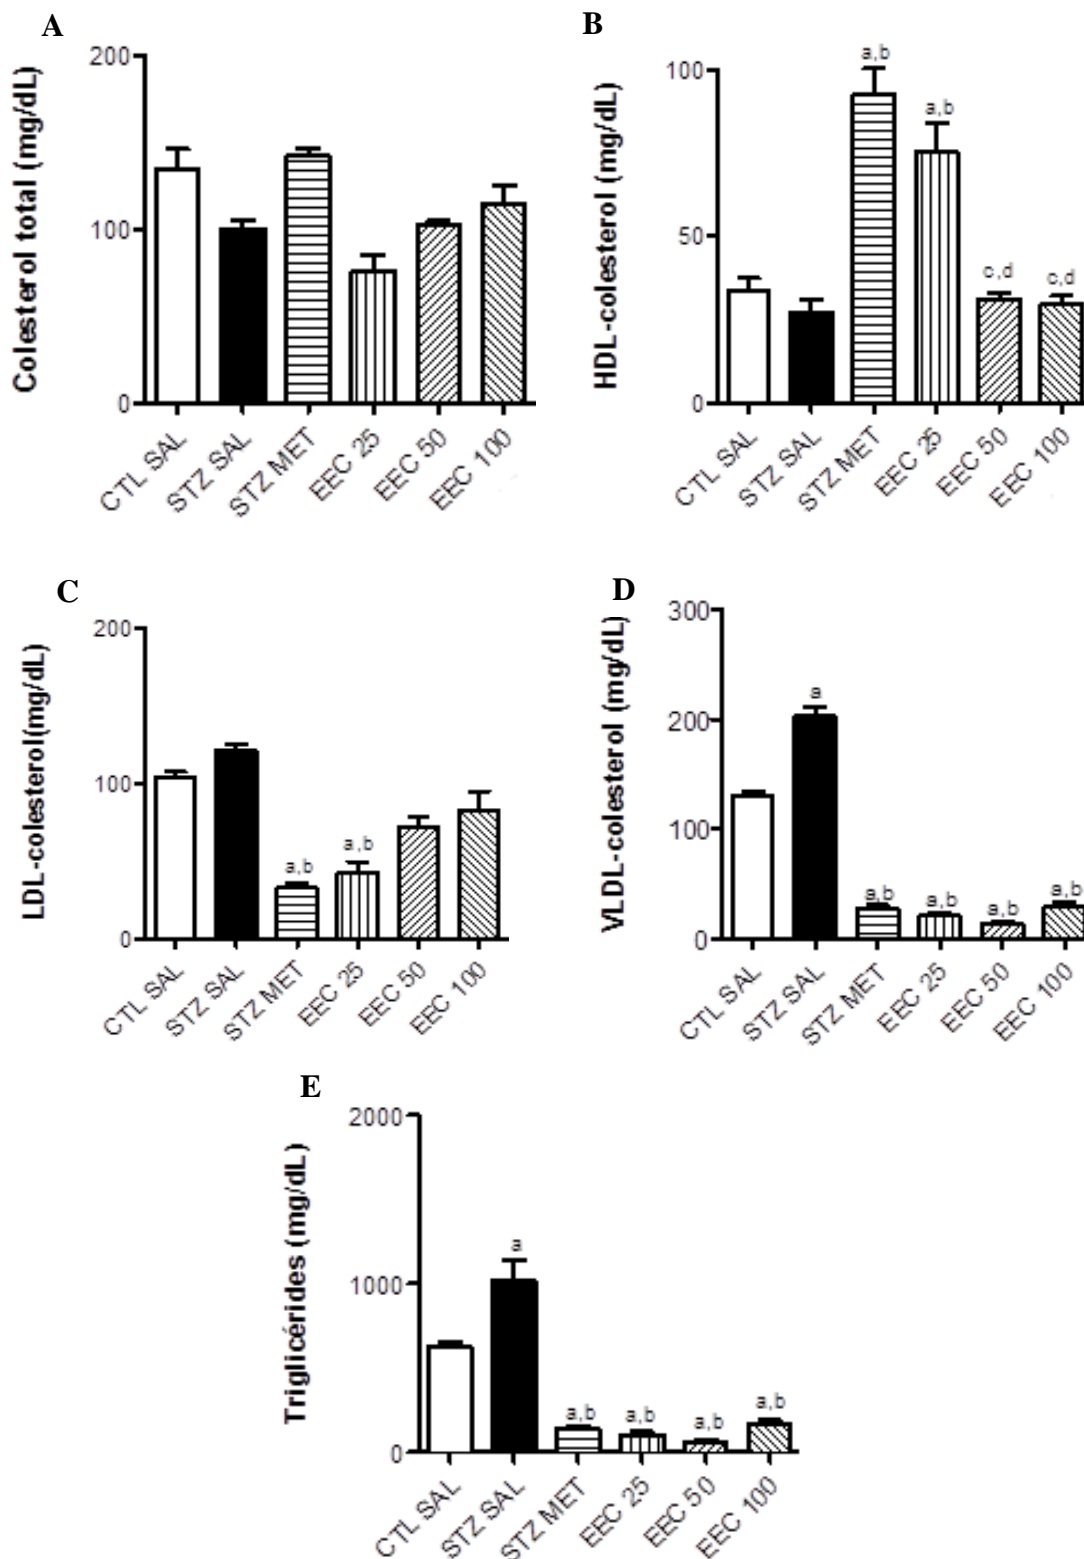 A
Colesterol total (mg/dL)
200
100
0
CTL SAL
STZ SAL
STZ MET
EEC 25
EEC 50
EEC 100
B
HDL-colesterol (mg/dL)
100
50
0
a,b
a,b
c,d
c,d
CTL SAL
STZ SAL
STZ MET
EEC 25
EEC 50
EEC 100
C
LDL-colesterol(mg/dL)
200
100
0
a,b
a,b
CTL SAL
STZ SAL
STZ MET
EEC 25
EEC 50
EEC 100
D
VLDL-colesterol (mg/dL)
300
200
100
0
a
a,b
a,b
a,b
a,b
CTL SAL
STZ SAL
STZ MET
EEC 25
EEC 50
EEC 100
E
Triglicérides (mg/dL)
2000
1000
0
a
a,b
a,b
a,b
a,b
CTL SAL
STZ SAL
STZ MET
EEC 25
EEC 50
EEC 100